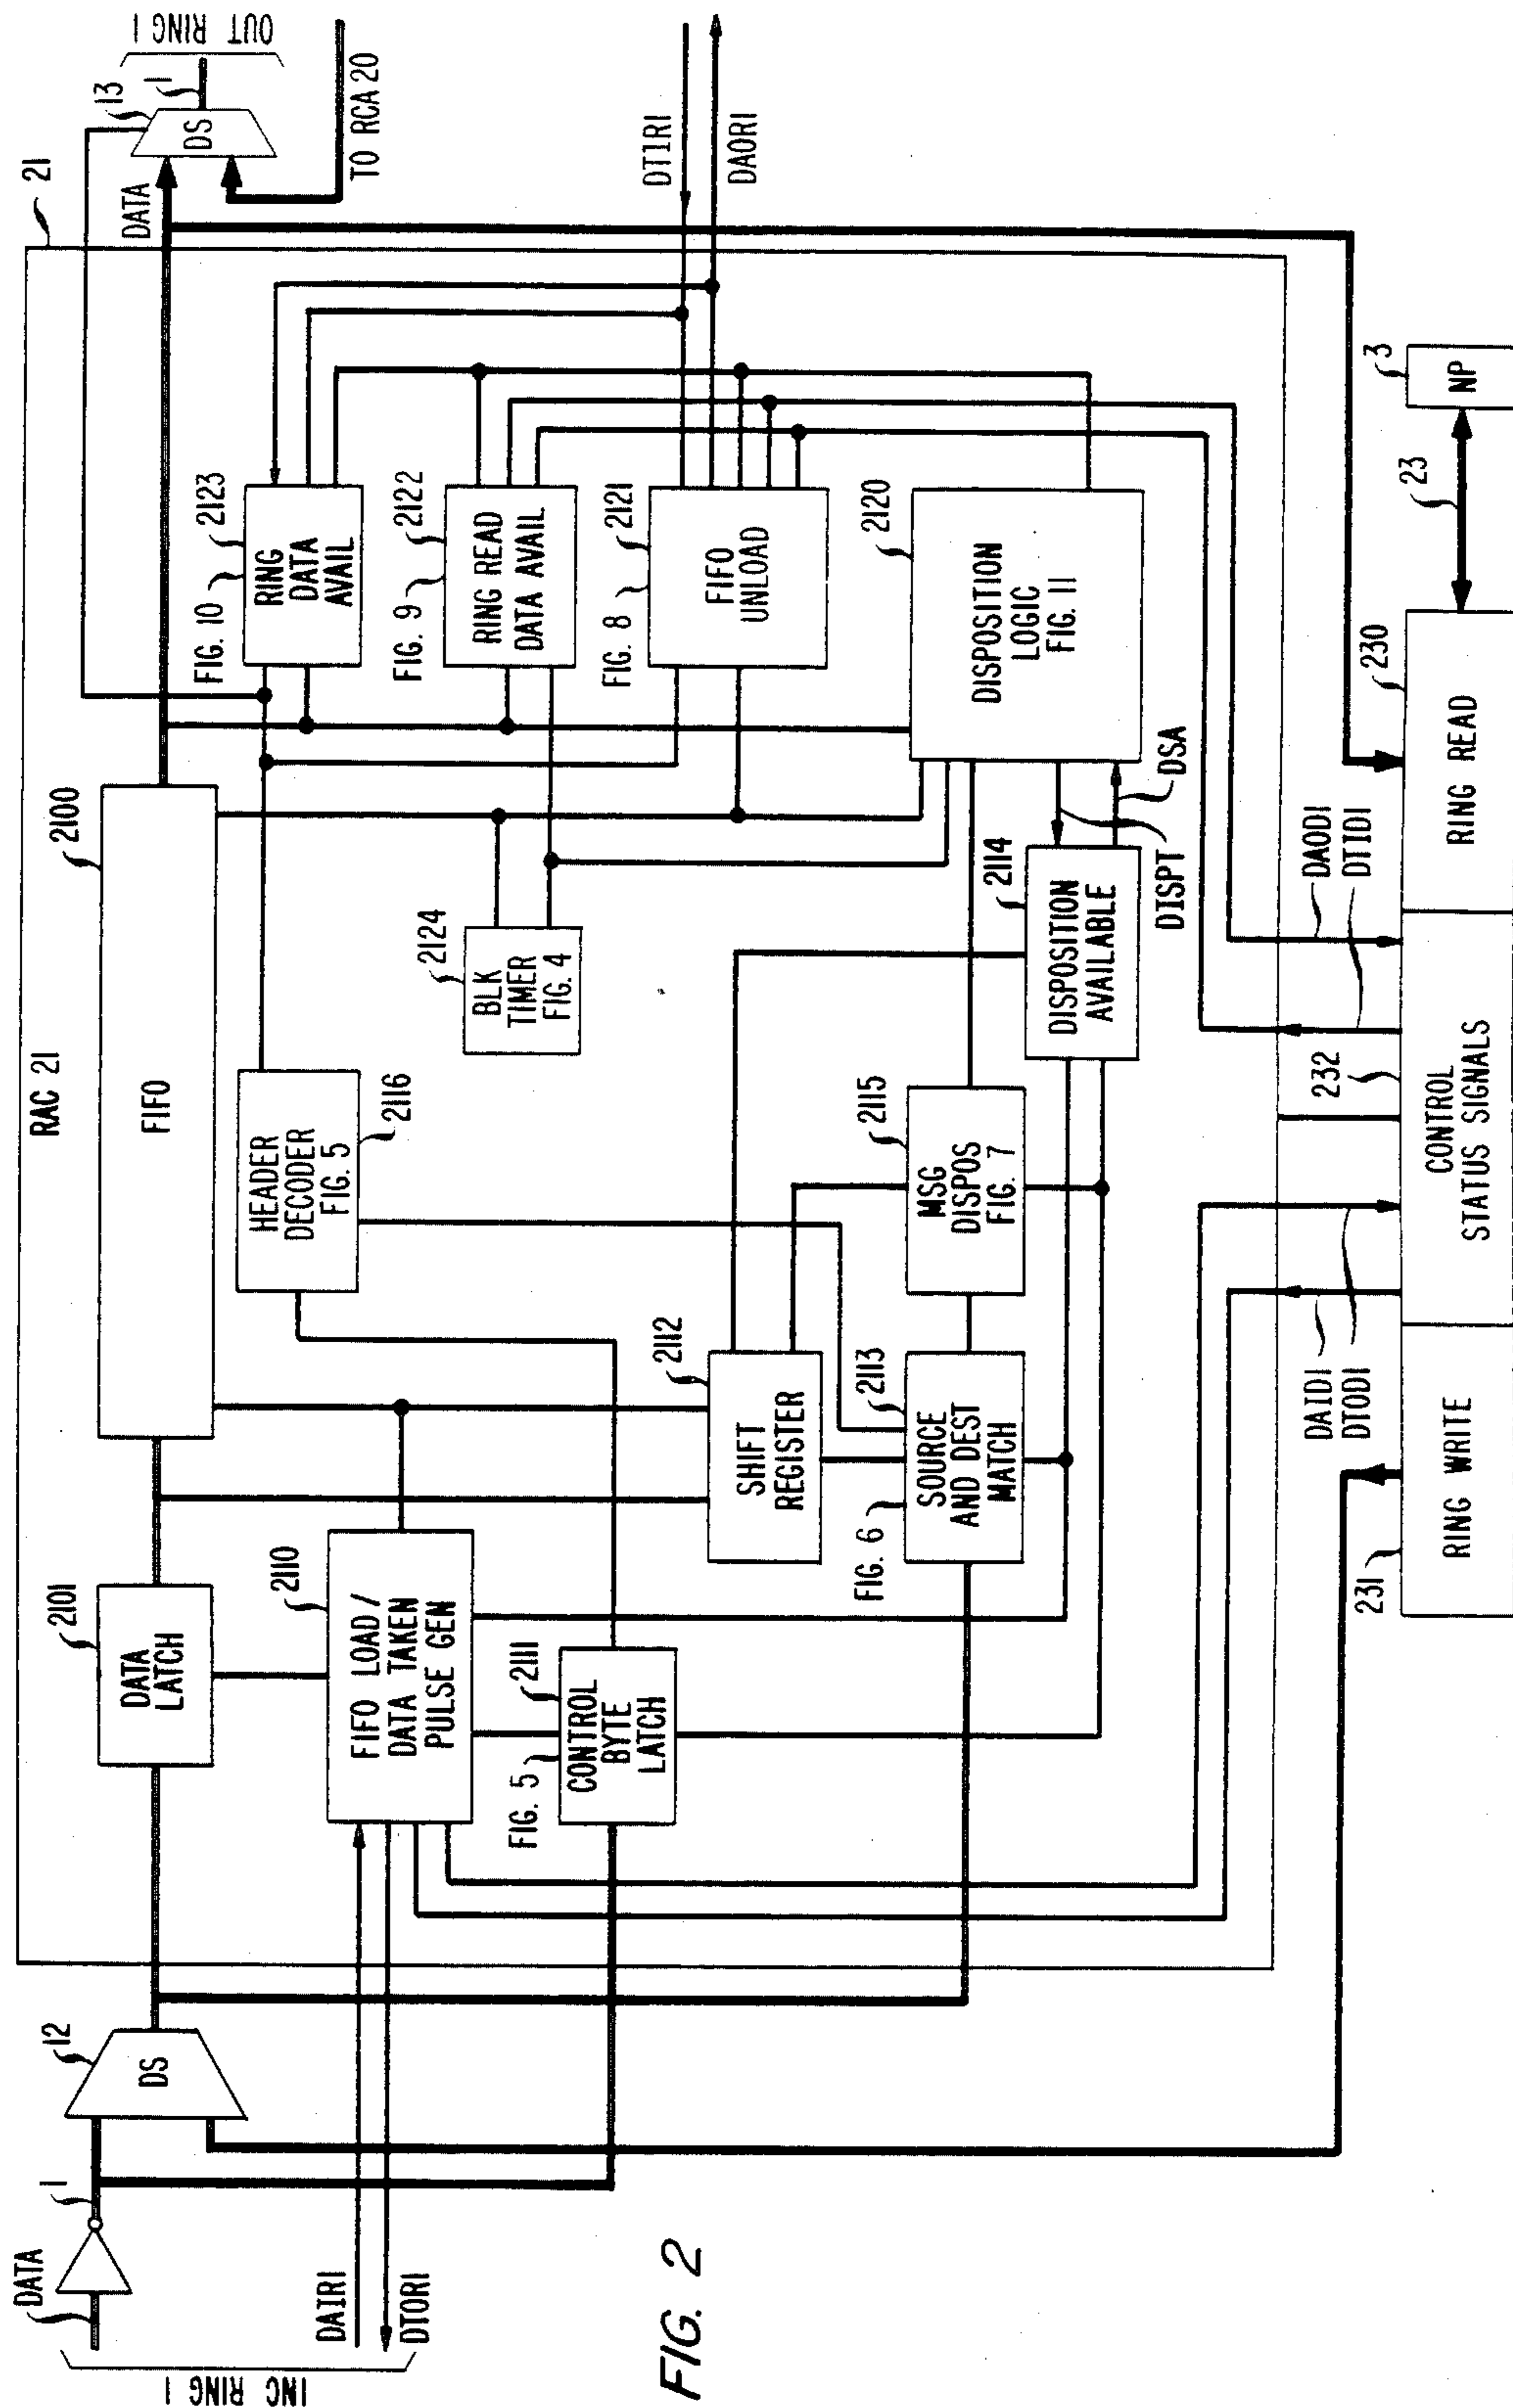 FIG. 2
INC RING 1
DATA
1
DAIR1
DTOR1
DS
12
RAC 21
21
DATA
LATCH
2101
FIFO
2100
DATA
DS
13
1
OUT RING 1
TO RCA 20
FIFO LOAD/
DATA TAKEN
PULSE GEN
2110
FIG. 5
CONTROL
BYTE
LATCH
2111
HEADER
DECODER
FIG. 5
2116
BLK
TIMER
FIG. 4
2124
FIG. 10
RING
DATA
AVAIL
2123
FIG. 9
RING READ
DATA AVAIL
2122
FIG. 8
FIFO
UNLOAD
2121
DISPOSITION
LOGIC
FIG. 11
2120
DT1R1
DAOR1
SHIFT
REGISTER
2112
FIG. 6
SOURCE
AND DEST
MATCH
2113
MSG
DISPOS
FIG. 7
2115
DISPOSITION
AVAILABLE
2114
DISPT
DSA
DAIDI
DTODI
DAODI
DTIDI
231
RING WRITE
CONTROL
STATUS SIGNALS
232
RING READ
230
23
NP
3